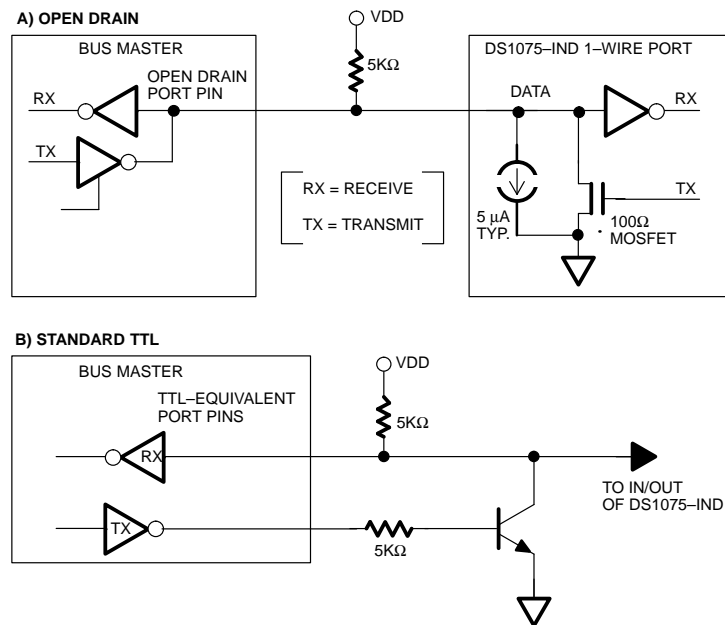 A) OPEN DRAIN
BUS MASTER
VDD
DS1075–IND 1–WIRE PORT
5KΩ
OPEN DRAIN
PORT PIN
RX
DATA
RX
TX
RX = RECEIVE
TX = TRANSMIT
TX
5 µA
TYP.
100Ω
MOSFET
B) STANDARD TTL
BUS MASTER
VDD
TTL–EQUIVALENT
PORT PINS
5KΩ
RX
TO IN/OUT
OF DS1075–IND
TX
5KΩ